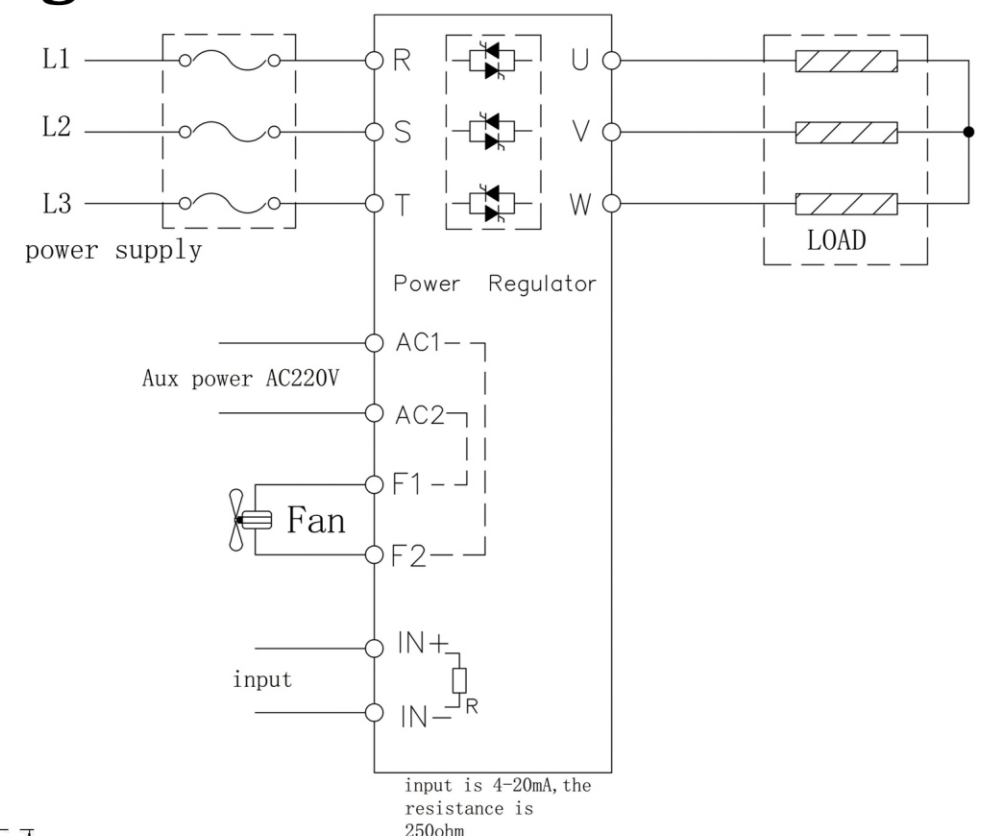 L1
R
U
L2
S
V
L3
T
W
power supply
LOAD
Power Regulator
AC1
Aux power AC220V
AC2
F1
Fan
F2
IN+
input
R
IN-
input is 4-20mA,the
resistance is
250ohm